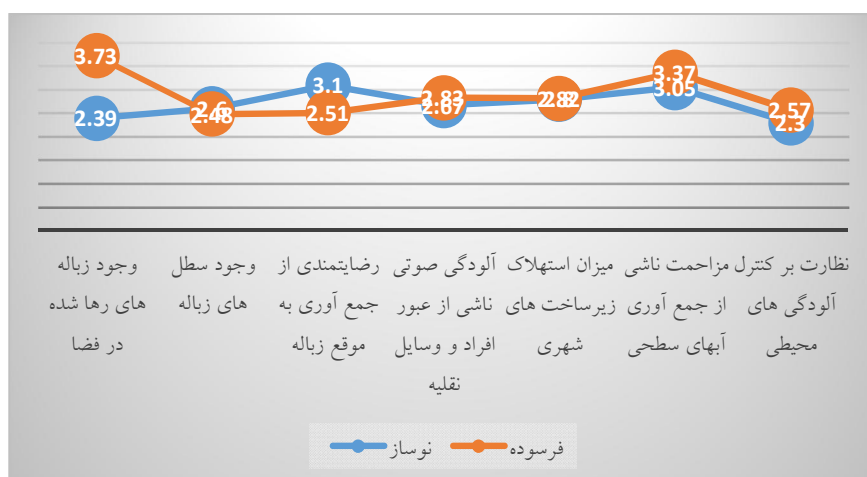 3.73
2.39
2.6
2.48
3.1
2.51
2.83
2.67
2.82
3.37
3.05
2.57
2.3
وجود زباله
های رها شده
در فضا
وجود سطل
های زباله
رضایتمندی از
جمع آوری به
موقع زباله
آلودگی صوتی
ناشی از عبور
افراد و وسایل
نقلیه
میزان استهلاک
زیرساخت های
شهری
مزاحمت ناشی
از جمع آوری
آبهای سطحی
نظارت بر کنترل
آلودگی های
محیطی
نوساز
فرسوده